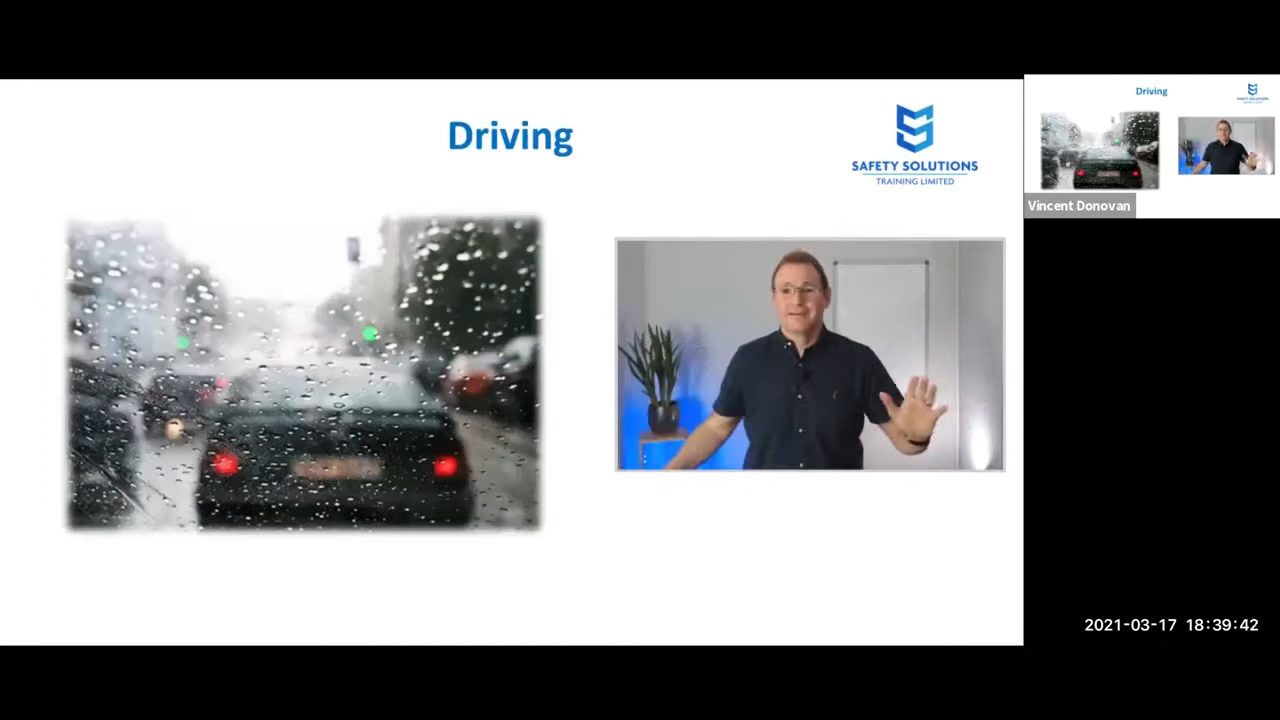 Driving
SAFETY SOLUTIONS
TRAINING LIMITED
Driving
Vincent Donovan
2021-03-17 18:39:42